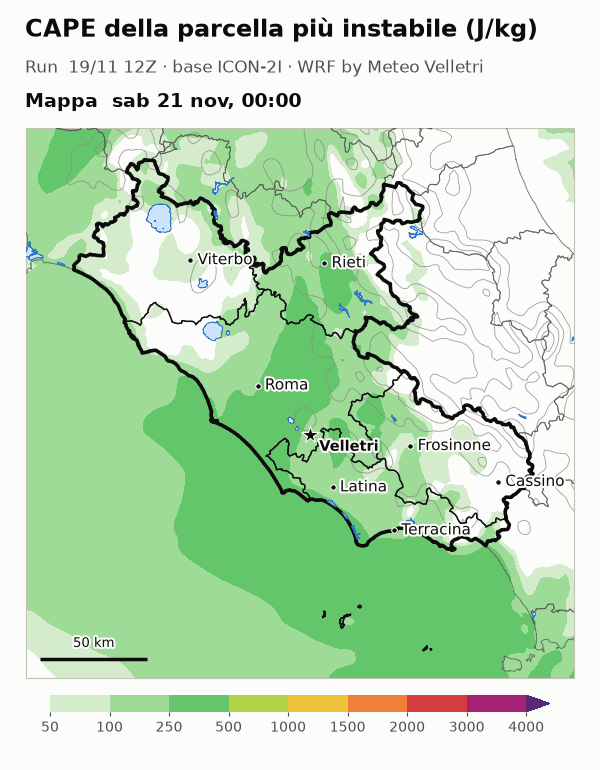 CAPE della parcella più instabile (J/kg)
Run  19/11 12Z · base ICON-2I · WRF by Meteo Velletri
Mappa  sab 21 nov, 00:00
Viterbo
Rieti
Roma
Velletri
Frosinone
Cassino
Latina
Terracina
50 km
50 100 250 500 1000 1500 2000 3000 4000